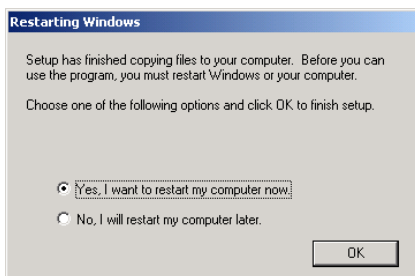 Restarting Windows
Setup has finished copying files to your computer.  Before you can
use the program, you must restart Windows or your computer.
Choose one of the following options and click OK to finish setup.
Yes, I want to restart my computer now.
No, I will restart my computer later.
OK